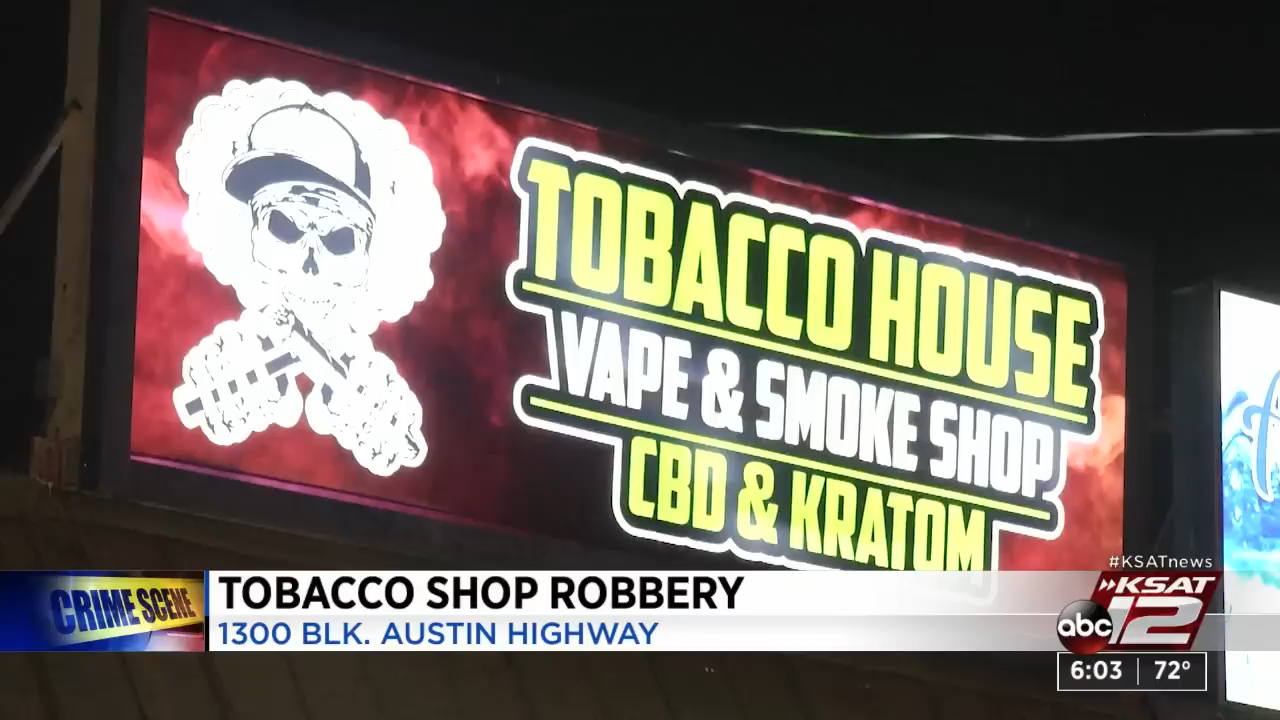 TOBACCO HOUSE
VAPE & SMOKE SHOP
CBD & KRATOM
#KSATnews
CRIME SCENE
TOBACCO SHOP ROBBERY
1300 BLK. AUSTIN HIGHWAY
KSAT
abc 12
6:03 72°